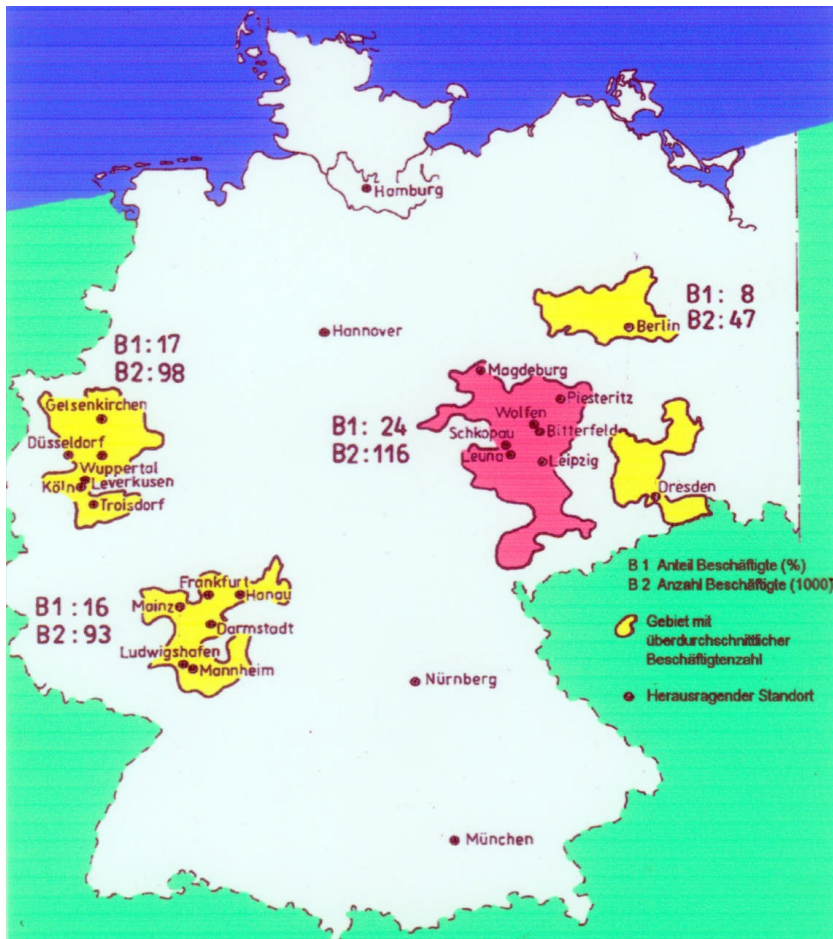 Hamburg
B1: 8
B2:47
Berlin
Hannover
B1:17
B2:98
Magdeburg
Piesteritz
Gelsenkirchen
Wolfen
B1: 24
Schkopau
Bitterfeld
Düsseldorf
B2:116
Leuna
Leipzig
Wuppertal
Leverkusen
Köln
Dresden
Troisdorf
B 1 Anteil Beschäftigte (%)
B 2 Anzahl Beschäftigte (1000)
Frankfurt
Hanau
B1:16
Mainz
Gebiet mit
überdurchschnittlicher
Beschäftigtenzahl
B2:93
Darmstadt
Ludwigshafen
Mannheim
Nürnberg
Herausragender Standort
München